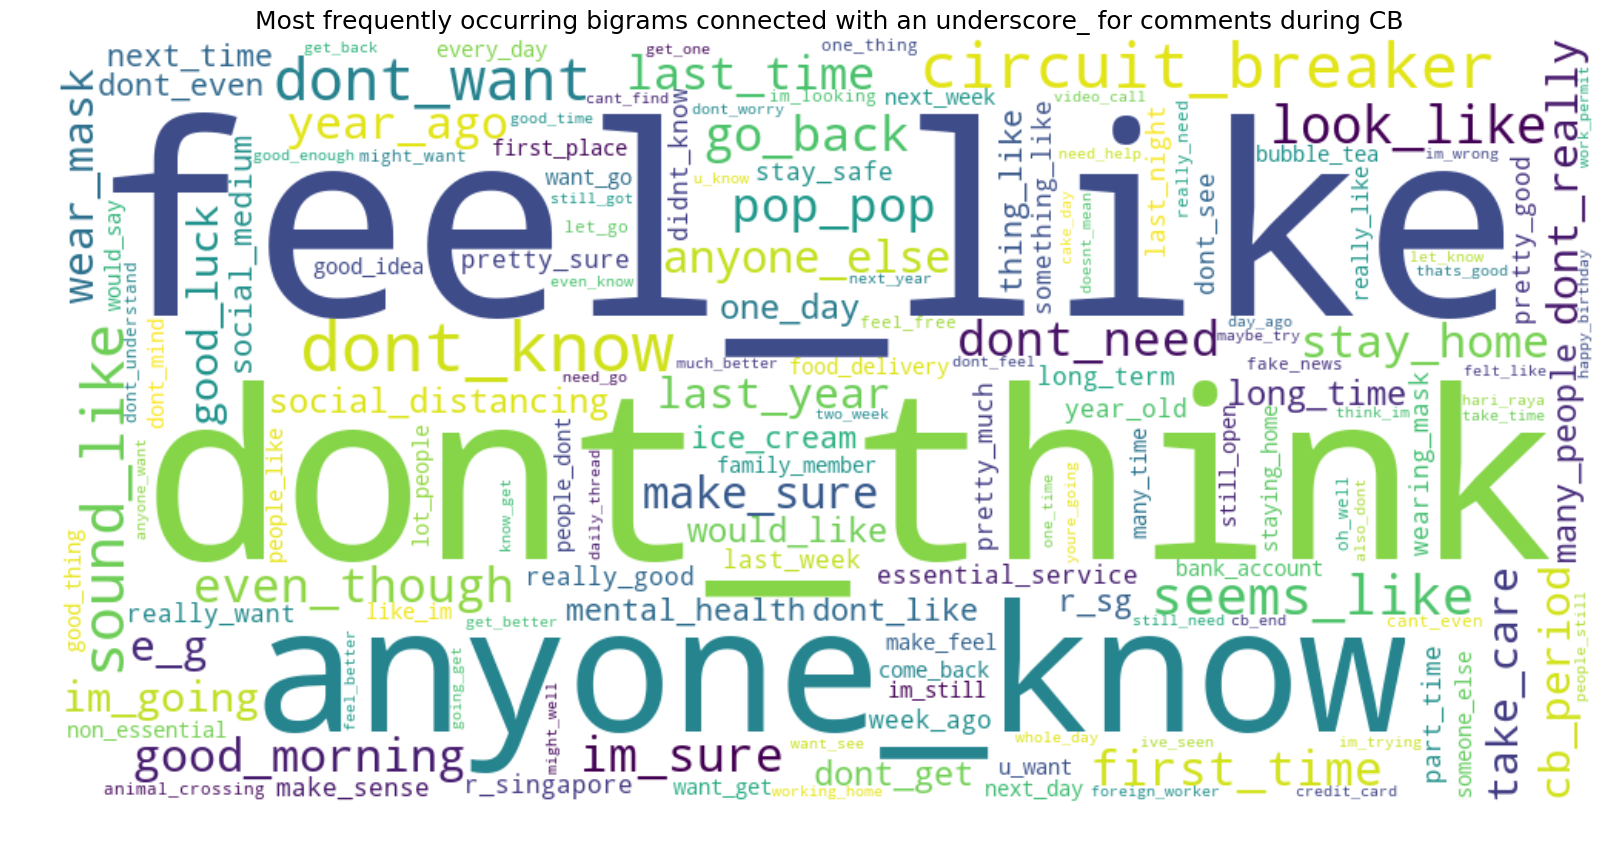 Most frequently occurring bigrams connected with an underscore_ for comments during CB
next_time
get_back
every_day
get_one
one_thing
circuit_breaker
dont_even
dont_want
last_time
cant_find
im_looking
next_week
video_call
dont_worry
wear_mask
year_ago
good_time
go_back
look_like
dont_really
work_permit
good_enough
might_want
first_place
didnt_know
stay_safe
thing_like
something_like
need_help
last_night
really_need
bubble_tea
im_wrong
feel_like
want_go
u_know
still_got
pop_pop
let_go
cake_day
doesnt_mean
dont_see
really_like
pretty_good
would_say
good_luck
social_medium
good_idea
pretty_sure
anyone_else
even_know
next_year
let_know
thats_good
happy_birthday
dont_understand
dont_mind
one_day
feel_free
dont_need
day_ago
maybe_try
stay_home
dont_know
much_better
food_delivery
dont_feel
fake_news
felt_like
many_people
sound_like
need_go
last_year
long_term
long_time
hari_raya
social_distancing
two_week
year_old
think_im
take_time
dont_think
anyone_want
people_like
lot_people
know_get
people_dont
daily_thread
ice_cream
family_member
make_sure
pretty_much
one_time
youre_going
many_time
still_open
staying_home
oh_well
also_dont
wearing_mask
would_like
last_week
good_thing
even_though
really_good
essential_service
bank_account
seems_like
really_want
like_im
mental_health
dont_like
r_sg
take_care
cb_period
people_still
get_better
still_need
cb_end
cant_even
e_g
make_feel
anyone_know
feel_better
going_get
come_back
im_going
im_still
part_time
someone_else
non_essential
week_ago
good_morning
might_well
im_sure
want_see
whole_day
ive_seen
im_trying
dont_get
u_want
first_time
animal_crossing
make_sense
r_singapore
want_get
working_home
next_day
foreign_worker
credit_card